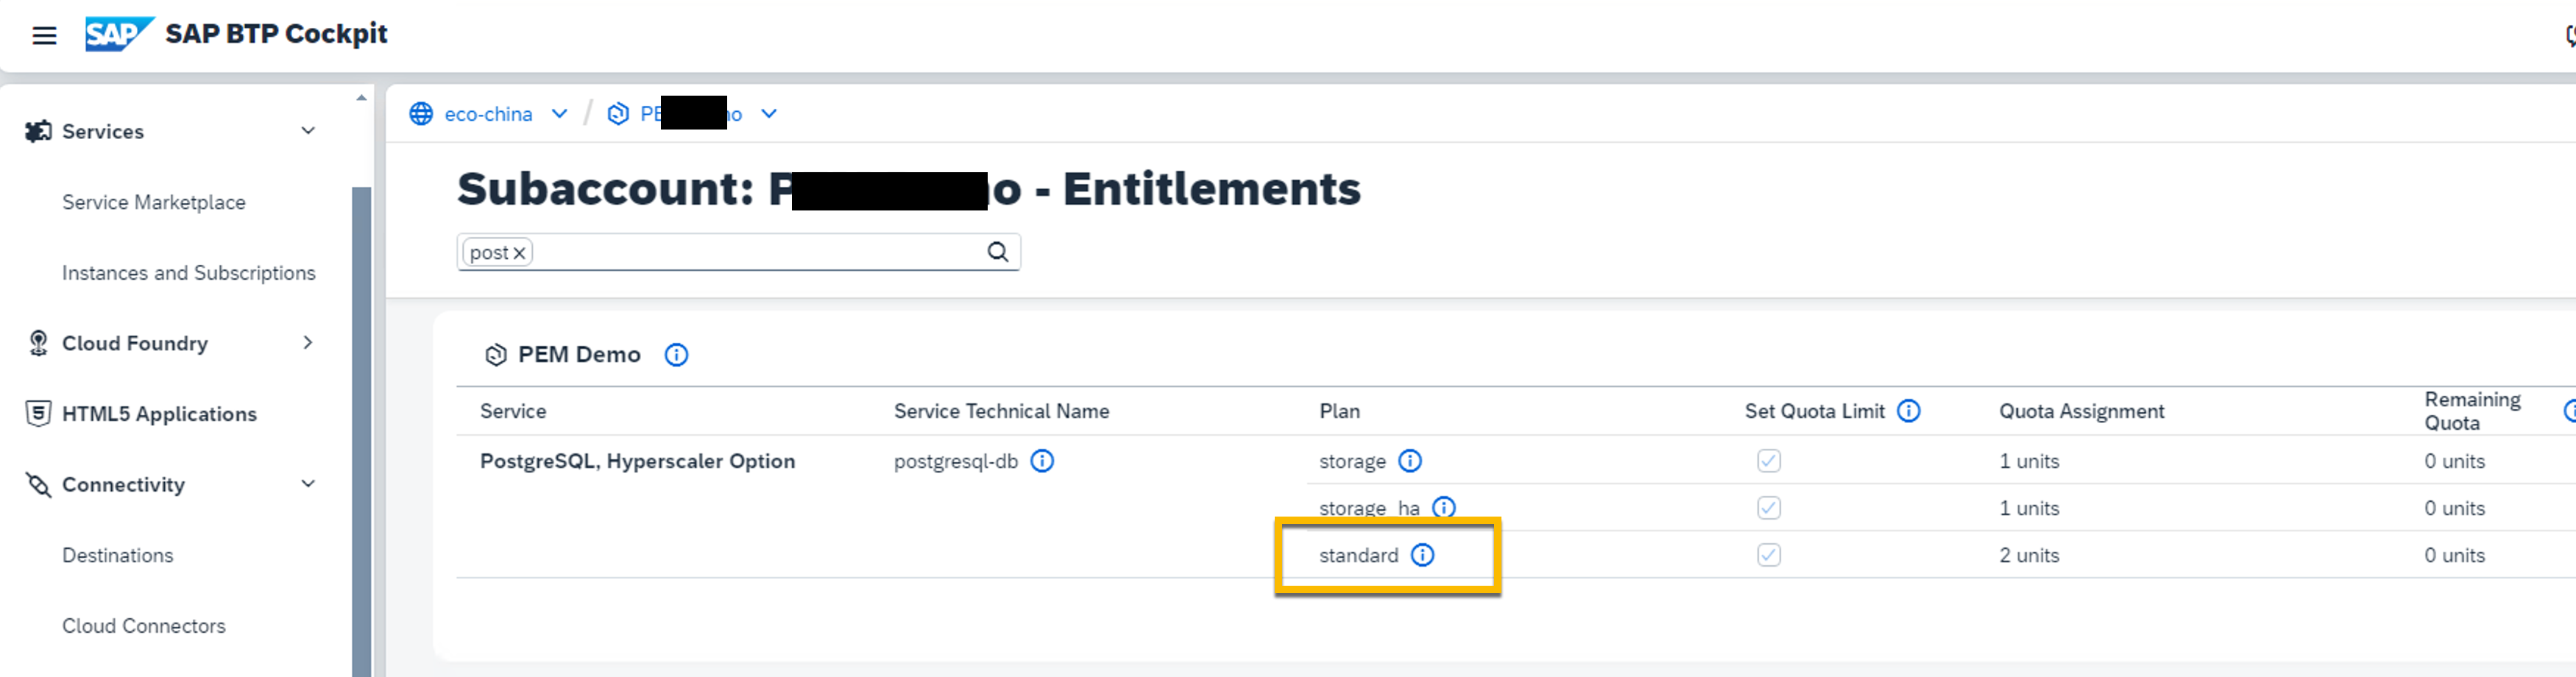 SAP SAP BTP Cockpit
Services
Service Marketplace
Instances and Subscriptions
Cloud Foundry
HTML5 Applications
Connectivity
Destinations
Cloud Connectors
eco-china / PE no
Subaccount: P o - Entitlements
post
PEM Demo
Service Service Technical Name Plan Set Quota Limit Quota Assignment Remaining Quota
PostgreSQL, Hyperscaler Option postgresql-db storage 1 units 0 units
storage_ha 1 units 0 units
standard 2 units 0 units